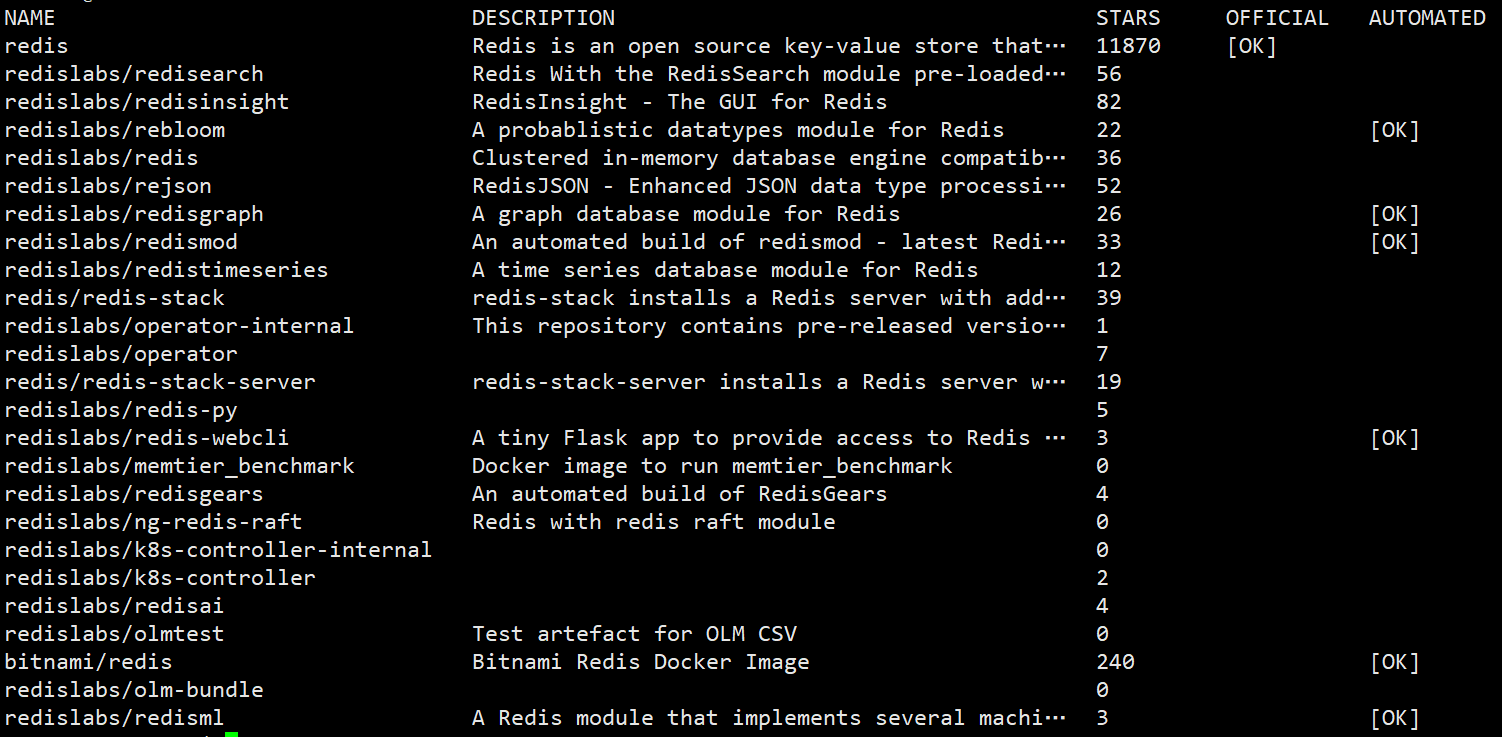 NAME DESCRIPTION STARS OFFICIAL AUTOMATED
redis Redis is an open source key-value store that… 11870 [OK]
redislabs/redisearch Redis With the RedisSearch module pre-loaded… 56
redislabs/redisinsight RedisInsight - The GUI for Redis 82
redislabs/rebloom A probablistic datatypes module for Redis 22 [OK]
redislabs/redis Clustered in-memory database engine compatib… 36
redislabs/rejson RedisJSON - Enhanced JSON data type processi… 52
redislabs/redisgraph A graph database module for Redis 26 [OK]
redislabs/redismod An automated build of redismod - latest Redi… 33 [OK]
redislabs/redistimeseries A time series database module for Redis 12
redis/redis-stack redis-stack installs a Redis server with add… 39
redislabs/operator-internal This repository contains pre-released versio… 1
redislabs/operator 7
redis/redis-stack-server redis-stack-server installs a Redis server w… 19
redislabs/redis-py 5
redislabs/redis-webcli A tiny Flask app to provide access to Redis … 3 [OK]
redislabs/memtier_benchmark Docker image to run memtier_benchmark 0
redislabs/redisgears An automated build of RedisGears 4
redislabs/ng-redis-raft Redis with redis raft module 0
redislabs/k8s-controller-internal 0
redislabs/k8s-controller 2
redislabs/redisai 4
redislabs/olmtest Test artefact for OLM CSV 0
bitnami/redis Bitnami Redis Docker Image 240 [OK]
redislabs/olm-bundle 0
redislabs/redisml A Redis module that implements several machi… 3 [OK]